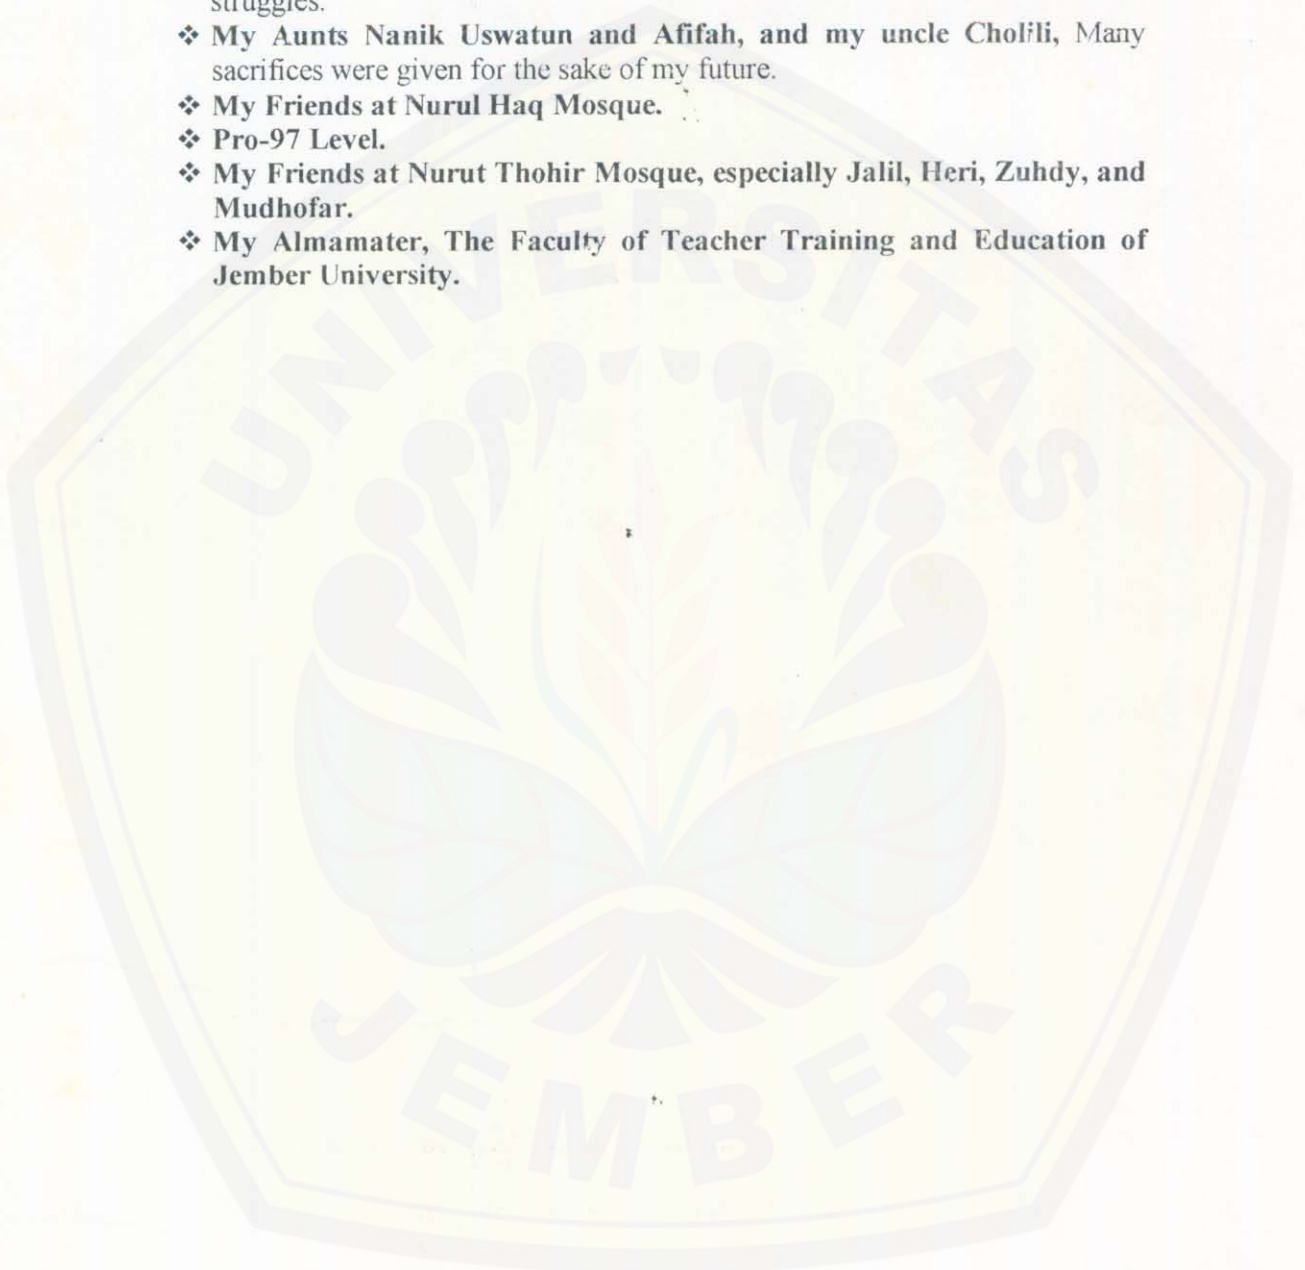 struggles.
❖ My Aunts Nanik Uswatun and Afifah, and my uncle Cholili, Many
sacrifices were given for the sake of my future.
❖ My Friends at Nurul Haq Mosque.
❖ Pro-97 Level.
❖ My Friends at Nurut Thohir Mosque, especially Jalil, Heri, Zuhdy, and
Mudhofar.
❖ My Almamater, The Faculty of Teacher Training and Education of
Jember University.
UNIVERSITAS
JEMBER